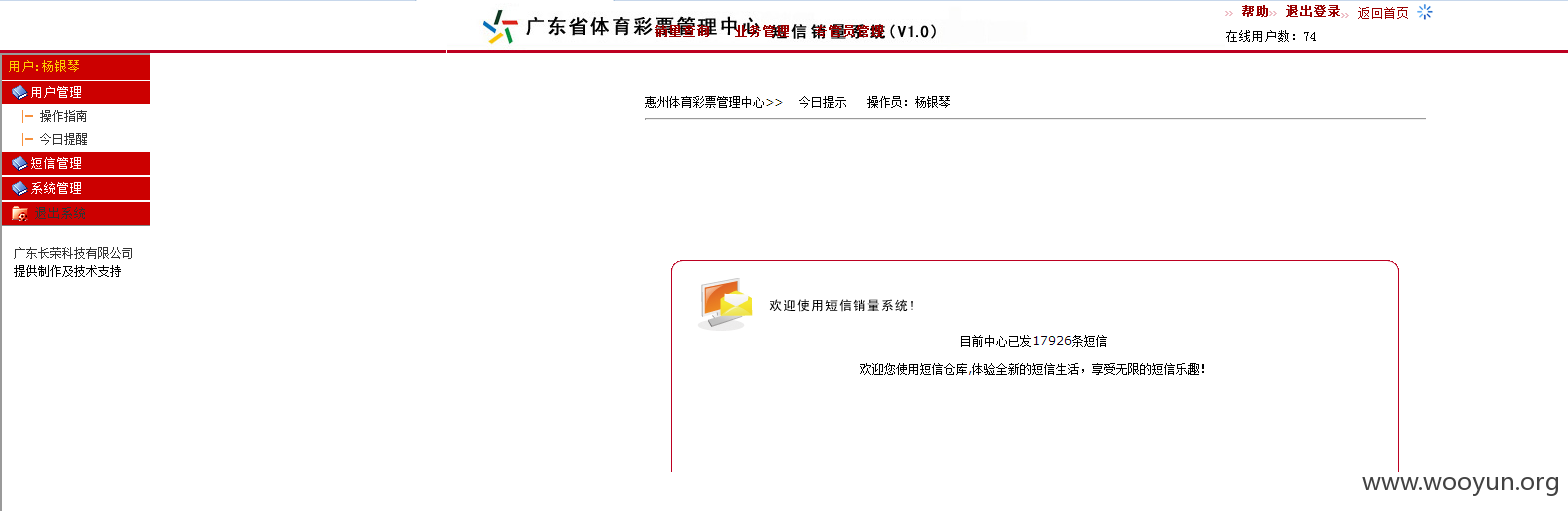 广东省体育彩票管理中心 短信销量系统(V1.0)
销量查询 业务管理
帮助 退出登录 返回首页
在线用户数：74
用户:杨银琴
用户管理
操作指南
今日提醒
短信管理
系统管理
广东长荣科技有限公司
提供制作及技术支持
惠州体育彩票管理中心>> 今日提示 操作员：杨银琴
欢迎使用短信销量系统!
目前中心已发17926条短信
欢迎您使用短信仓库,体验全新的短信生活，享受无限的短信乐趣!
www.wooyun.org